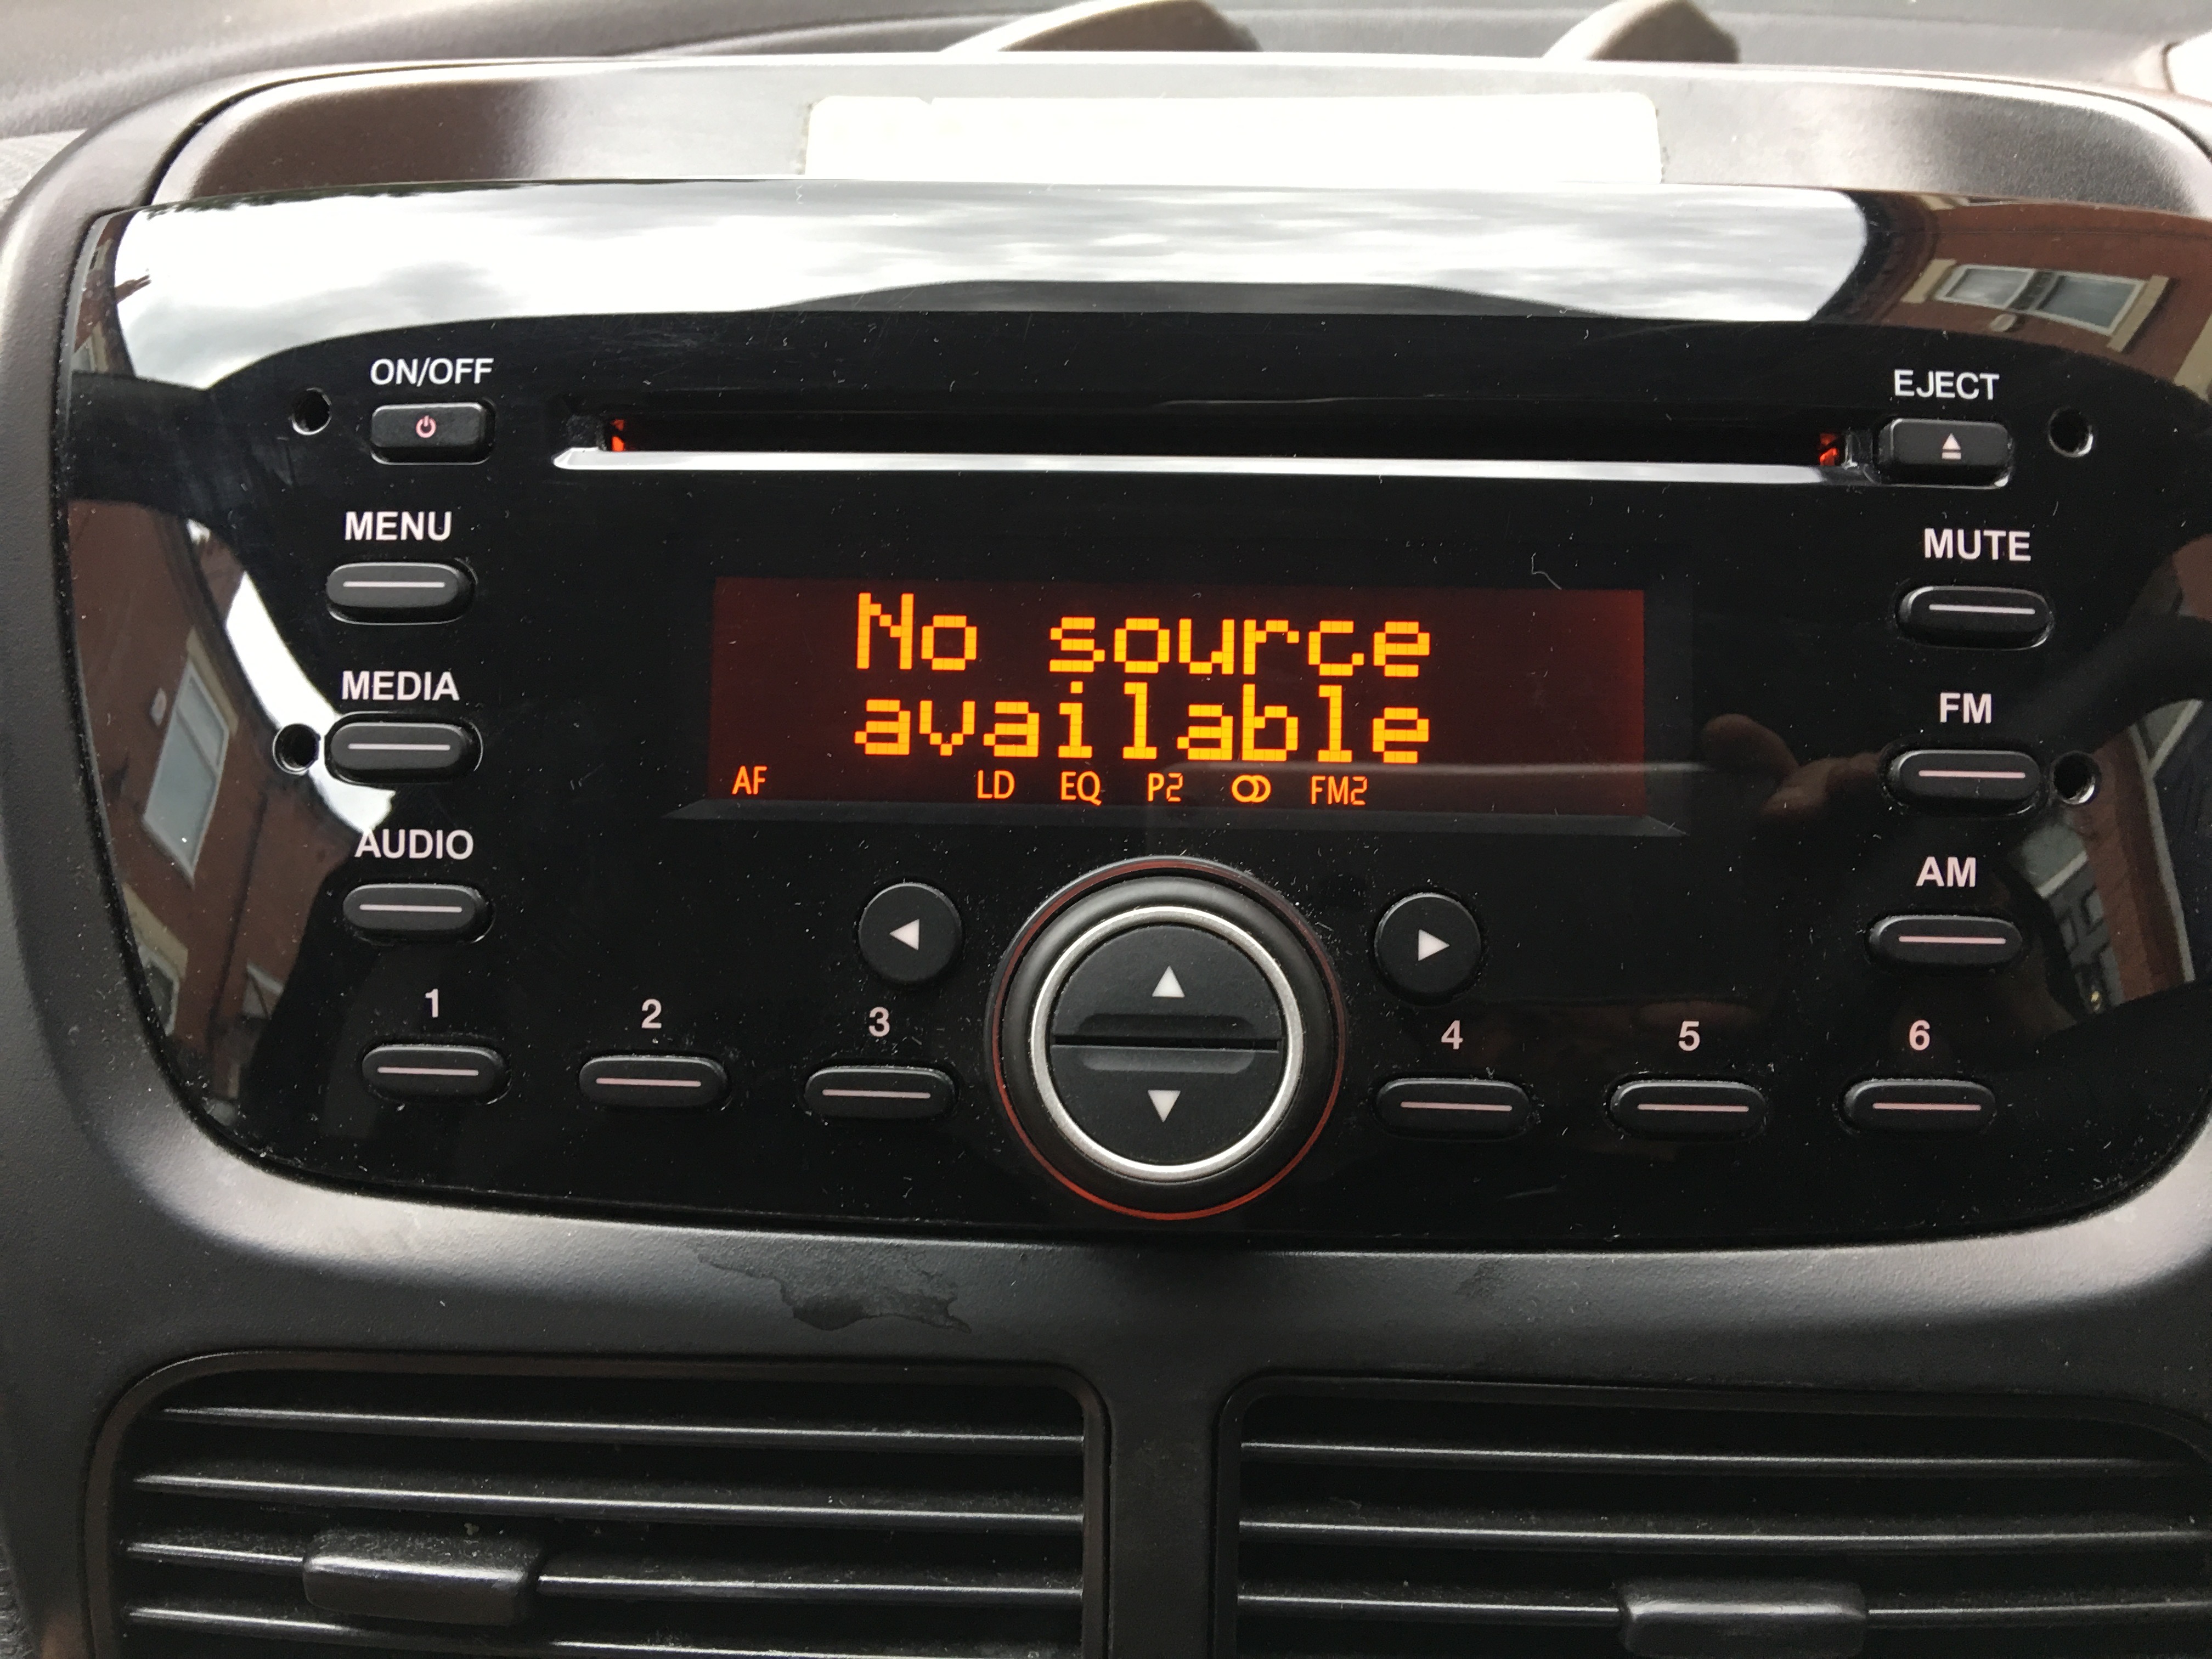 ON/OFF
EJECT
MENU
MUTE
No source
available
MEDIA
FM
AF LD EQ P2 FM2
AUDIO
AM
1 2 3 4 5 6